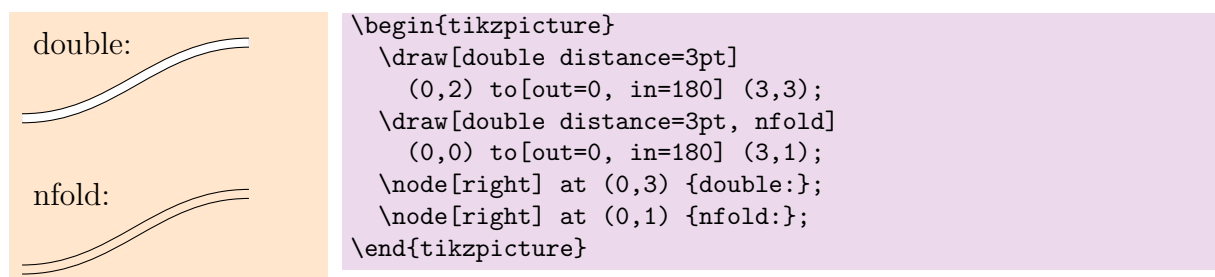 double:
nfold:
\begin{tikzpicture}
  \draw[double distance=3pt]
    (0,2) to[out=0, in=180] (3,3);
  \draw[double distance=3pt, nfold]
    (0,0) to[out=0, in=180] (3,1);
  \node[right] at (0,3) {double:};
  \node[right] at (0,1) {nfold:};
\end{tikzpicture}